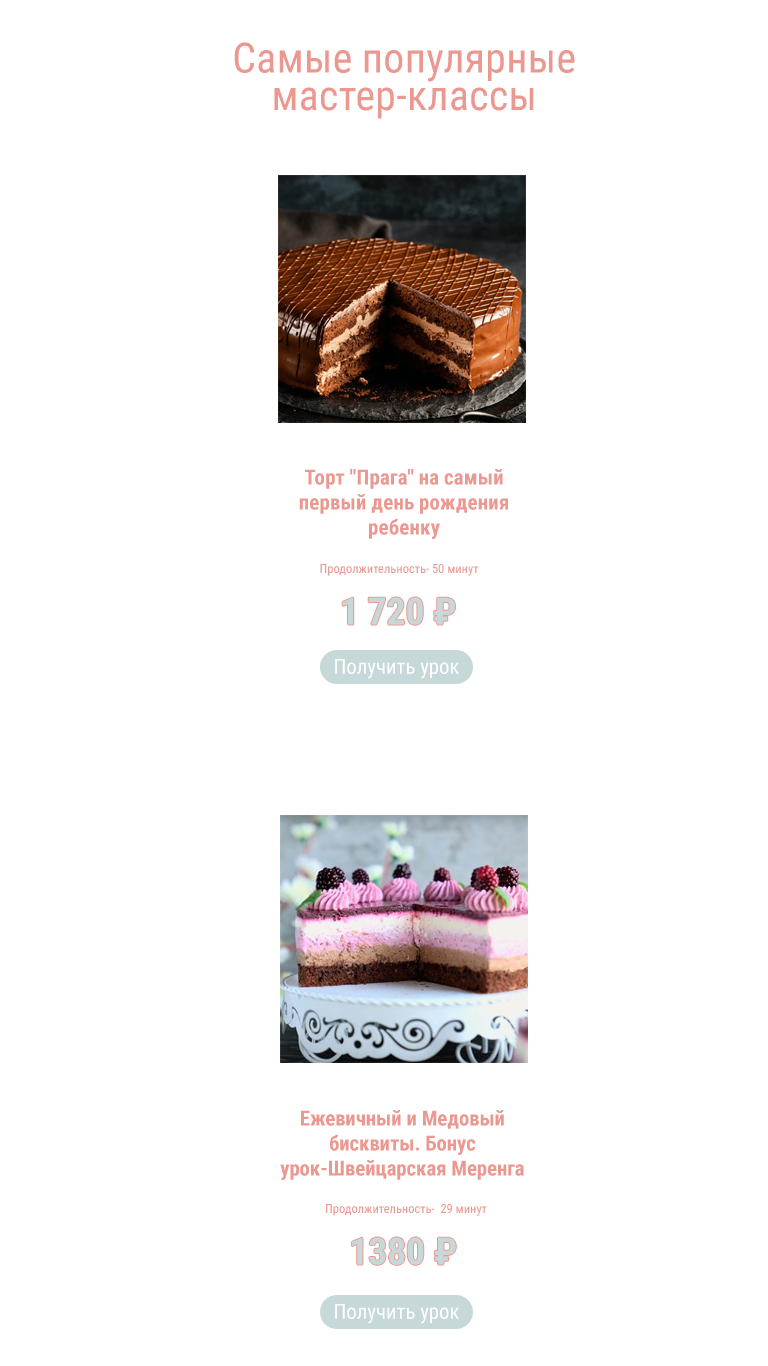 Самые популярные
мастер-классы
Торт "Прага" на самый
первый день рождения
ребенку
Продолжительность- 50 минут
1 720 ₽
Получить урок
Ежевичный и Медовый
бисквиты. Бонус
урок-Швейцарская Меренга
Продолжительность-  29 минут
1380 ₽
Получить урок